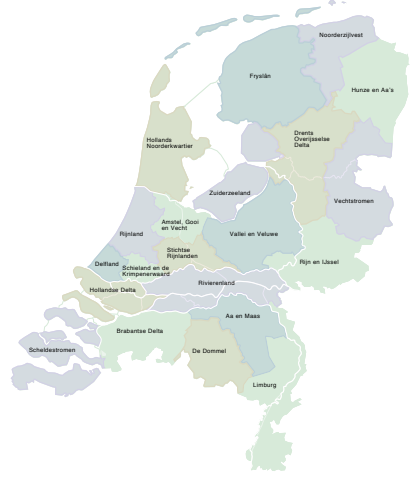 Noorderzijlvest
Fryslân
Hunze en Aa's
Drents
Overijsselse
Delta
Hollands
Noorderkwartier
Zuiderzeeland
Vechtstromen
Amstel, Gooi
en Vecht
Rijnland
Vallei en Veluwe
Stichtse
Rijnlanden
Delfland
Schieland en de
Krimpenerwaard
Rijn en IJssel
Rivierenland
Hollandse Delta
Aa en Maas
Brabantse Delta
Scheldestromen
De Dommel
Limburg